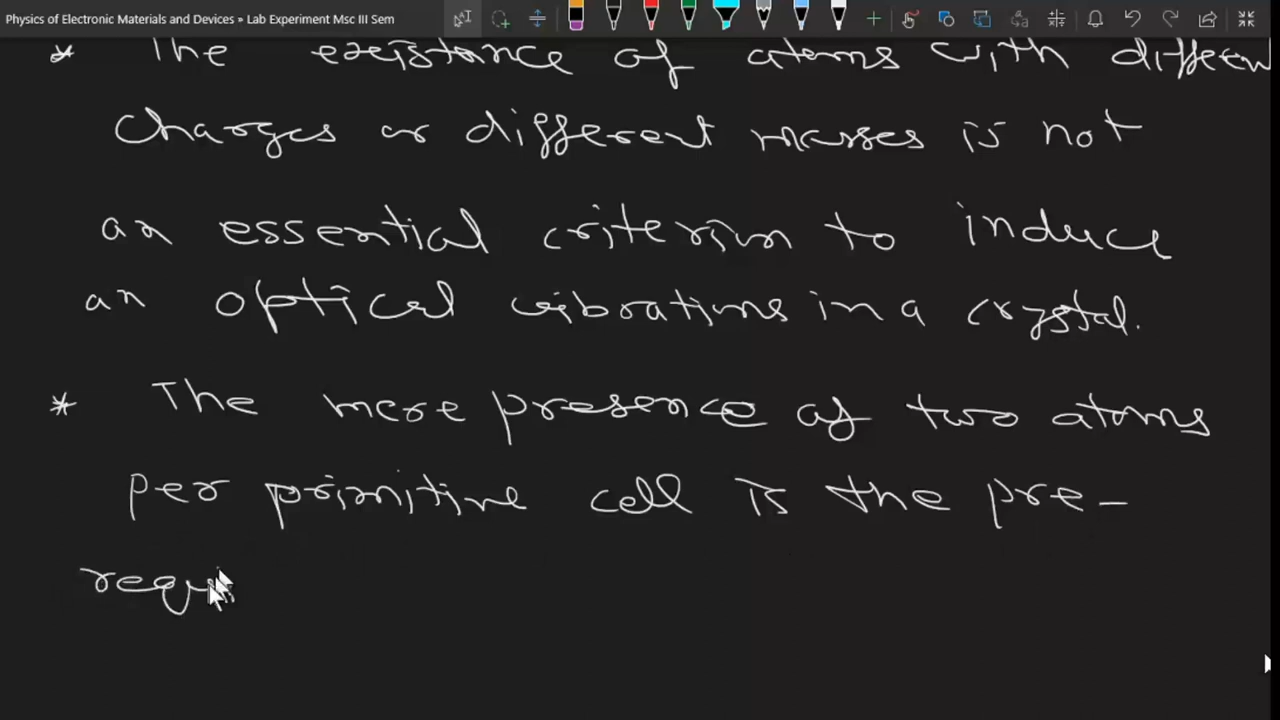 Physics of Electronic Materials and Devices » Lab Experiment Msc III Sem
* The existance of atoms with differen
charges or different masses is not
an essential criterion to induce
an optical vibrations in a crystal.
* The mere presence of two atoms
per primitive cell is the pre-
requi